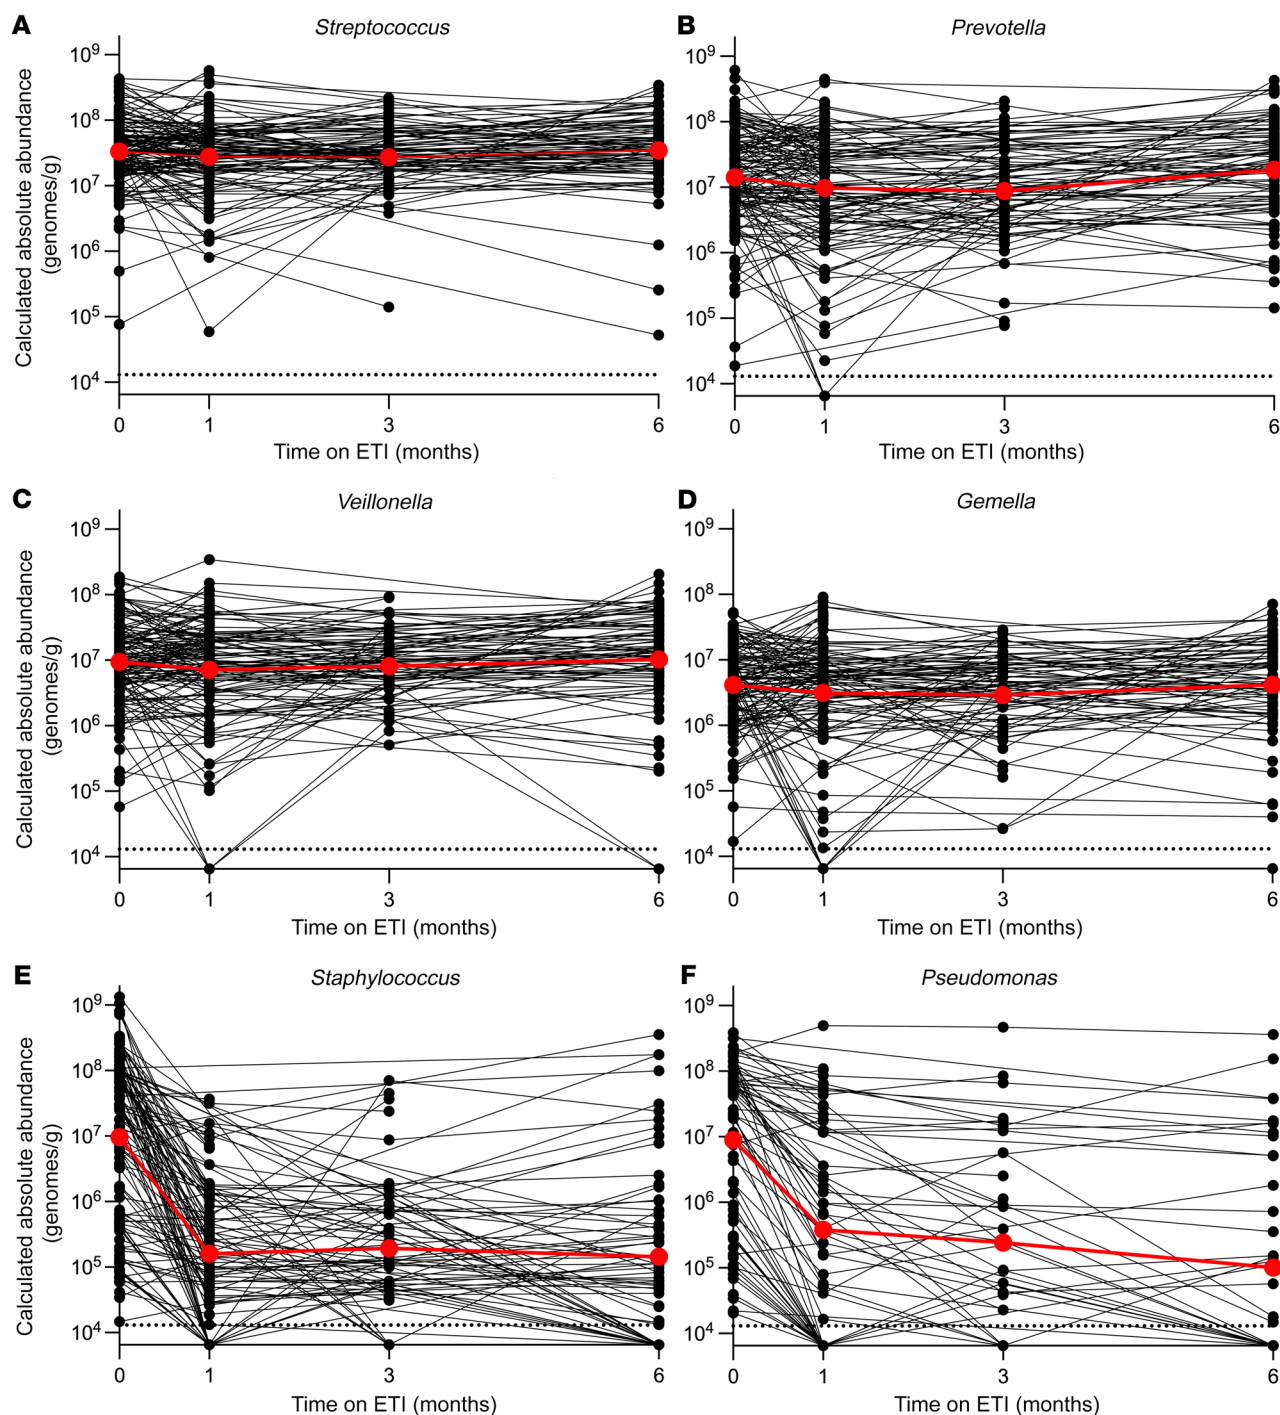 A
Streptococcus
Calculated absolute abundance
(genomes/g)
10⁹
10⁸
10⁷
10⁶
10⁵
10⁴
0 1 3 6
Time on ETI (months)
B
Prevotella
10⁹
10⁸
10⁷
10⁶
10⁵
10⁴
0 1 3 6
Time on ETI (months)
C
Veillonella
Calculated absolute abundance
(genomes/g)
10⁹
10⁸
10⁷
10⁶
10⁵
10⁴
0 1 3 6
Time on ETI (months)
D
Gemella
10⁹
10⁸
10⁷
10⁶
10⁵
10⁴
0 1 3 6
Time on ETI (months)
E
Staphylococcus
Calculated absolute abundance
(genomes/g)
10⁹
10⁸
10⁷
10⁶
10⁵
10⁴
0 1 3 6
Time on ETI (months)
F
Pseudomonas
10⁹
10⁸
10⁷
10⁶
10⁵
10⁴
0 1 3 6
Time on ETI (months)